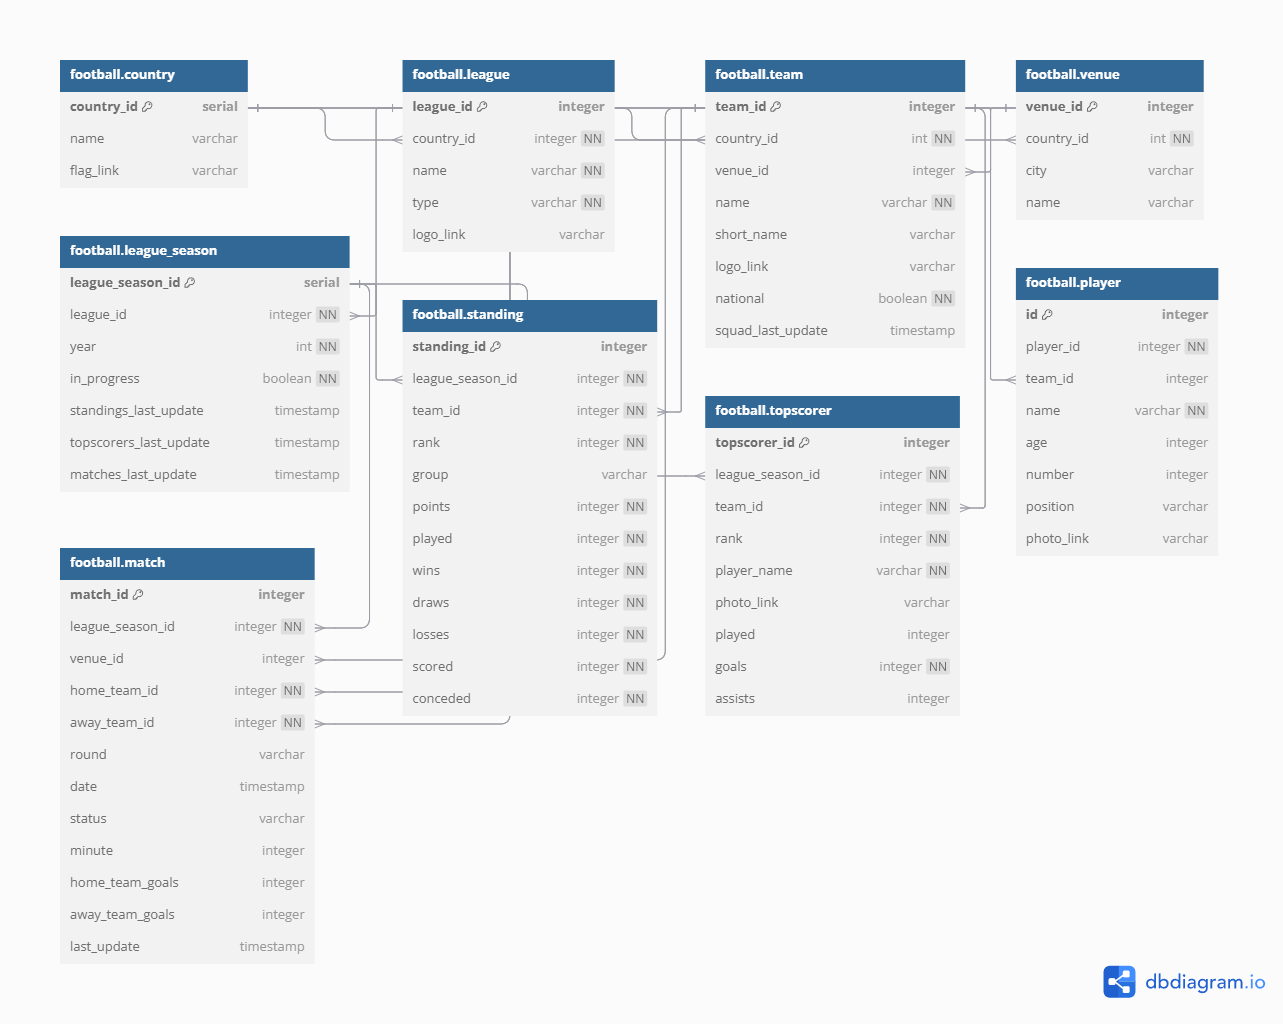 football.country
country_id serial
name varchar
flag_link varchar
football.league
league_id integer
country_id integer NN
name varchar NN
type varchar NN
logo_link varchar
football.team
team_id integer
country_id int NN
venue_id integer
name varchar NN
short_name varchar
logo_link varchar
national boolean NN
squad_last_update timestamp
football.venue
venue_id integer
country_id int NN
city varchar
name varchar
football.league_season
league_season_id serial
league_id integer NN
year int NN
in_progress boolean NN
standings_last_update timestamp
topscorers_last_update timestamp
matches_last_update timestamp
football.standing
standing_id integer
league_season_id integer NN
team_id integer NN
rank integer NN
group varchar
points integer NN
played integer NN
wins integer NN
draws integer NN
losses integer NN
scored integer NN
conceded integer NN
football.topscorer
topscorer_id integer
league_season_id integer NN
team_id integer NN
rank integer NN
player_name varchar NN
photo_link varchar
played integer
goals integer NN
assists integer
football.player
id integer
player_id integer NN
team_id integer
name varchar NN
age integer
number integer
position varchar
photo_link varchar
football.match
match_id integer
league_season_id integer NN
venue_id integer
home_team_id integer NN
away_team_id integer NN
round varchar
date timestamp
status varchar
minute integer
home_team_goals integer
away_team_goals integer
last_update timestamp
dbdiagram.io